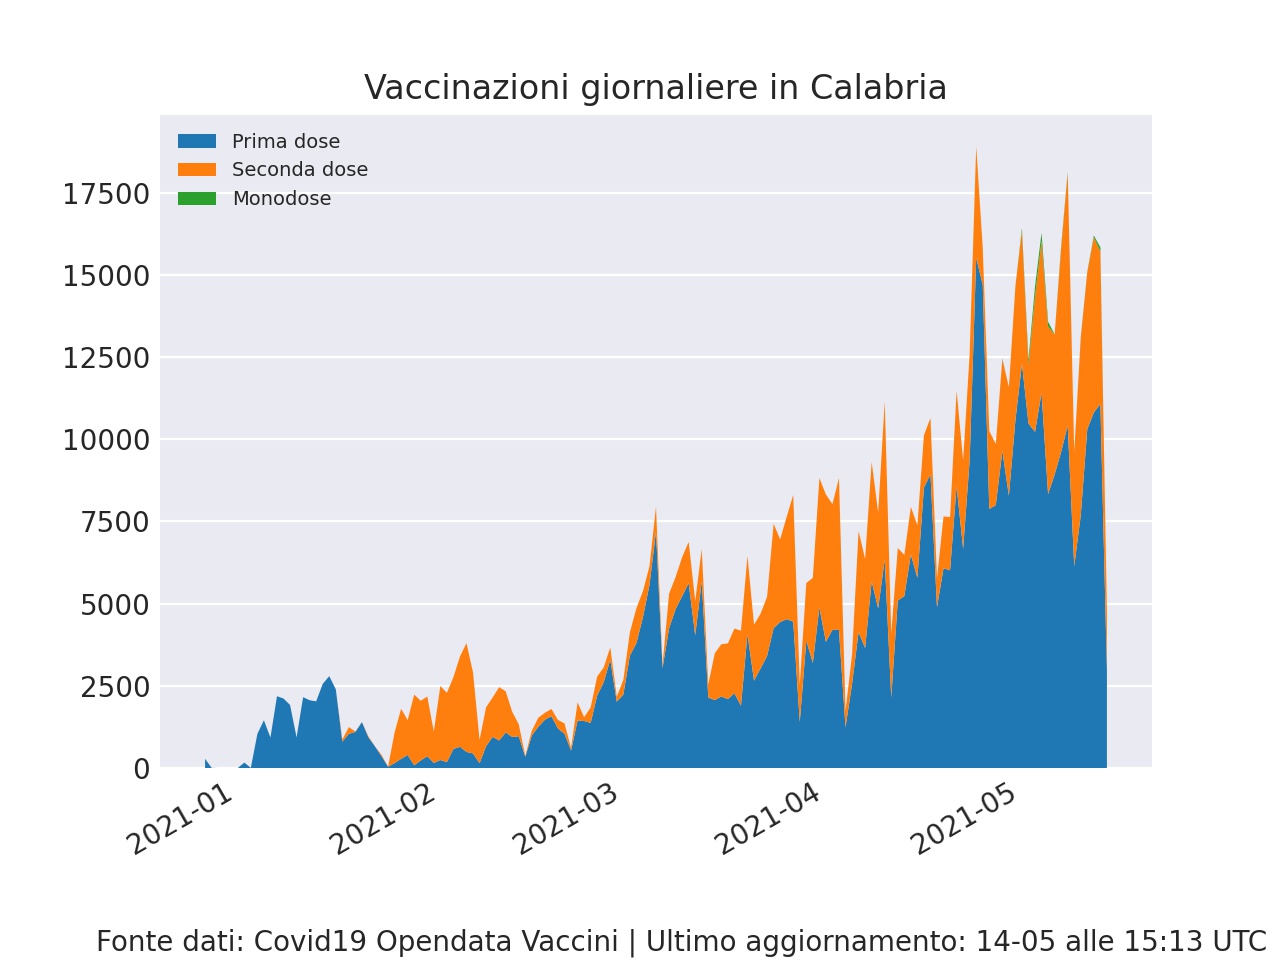 Vaccinazioni giornaliere in Calabria
Prima dose
Seconda dose
Monodose
17500
15000
12500
10000
7500
5000
2500
0
2021-01
2021-02
2021-03
2021-04
2021-05
Fonte dati: Covid19 Opendata Vaccini | Ultimo aggiornamento: 14-05 alle 15:13 UTC